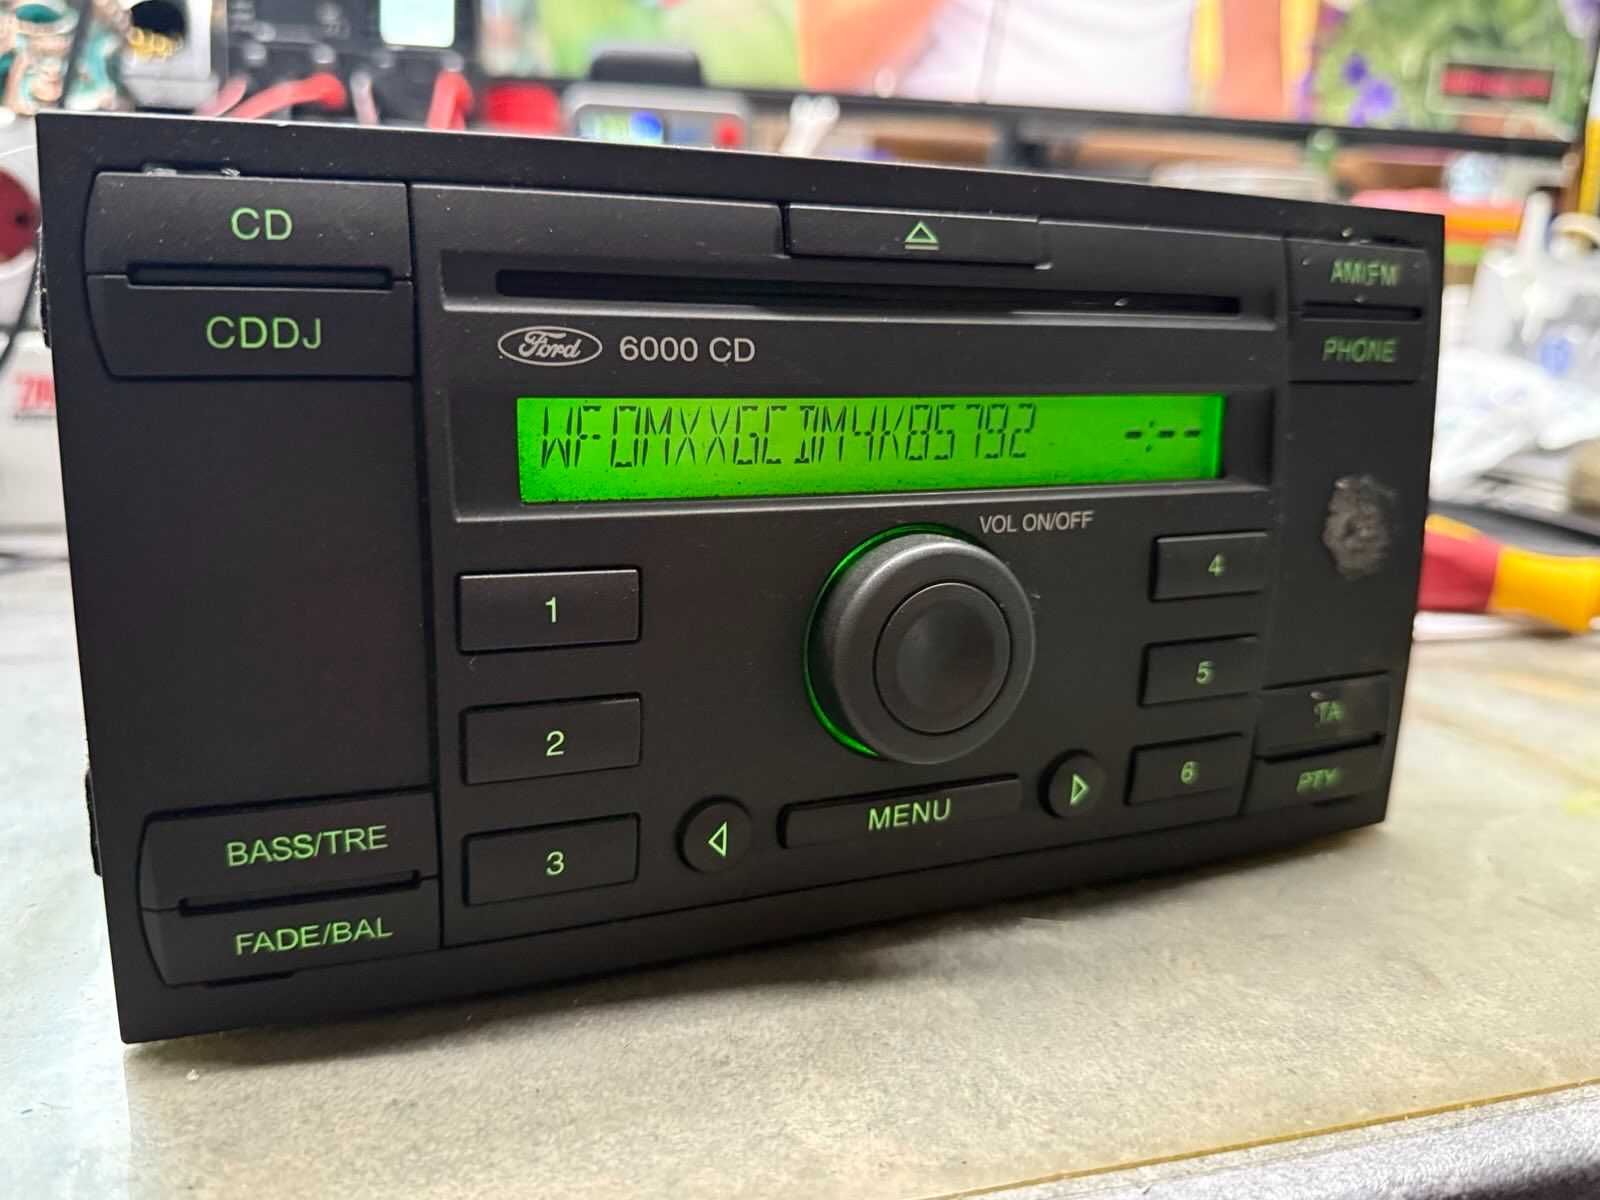 CD
CDDJ
AM/FM
PHONE
Ford 6000 CD
WF0MXXGCDM4K85792 -:--
VOL ON/OFF
1
2
3
4
5
6
MENU
TA
PTY
BASS/TRE
FADE/BAL